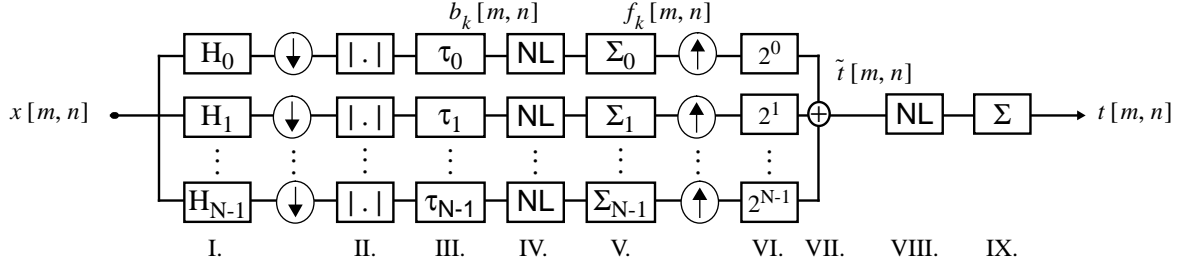 b_k [m, n] f_k [m, n]
H_0 ↓ | . | τ_0 NL Σ_0 ↑ 2^0
t̃ [m, n]
x [m, n] H_1 ↓ | . | τ_1 NL Σ_1 ↑ 2^1 + NL Σ t [m, n]
⋮ ⋮ ⋮ ⋮ ⋮ ⋮ ⋮ ⋮
H_N-1 ↓ | . | τ_N-1 NL Σ_N-1 ↑ 2^N-1
I. II. III. IV. V. VI. VII. VIII. IX.